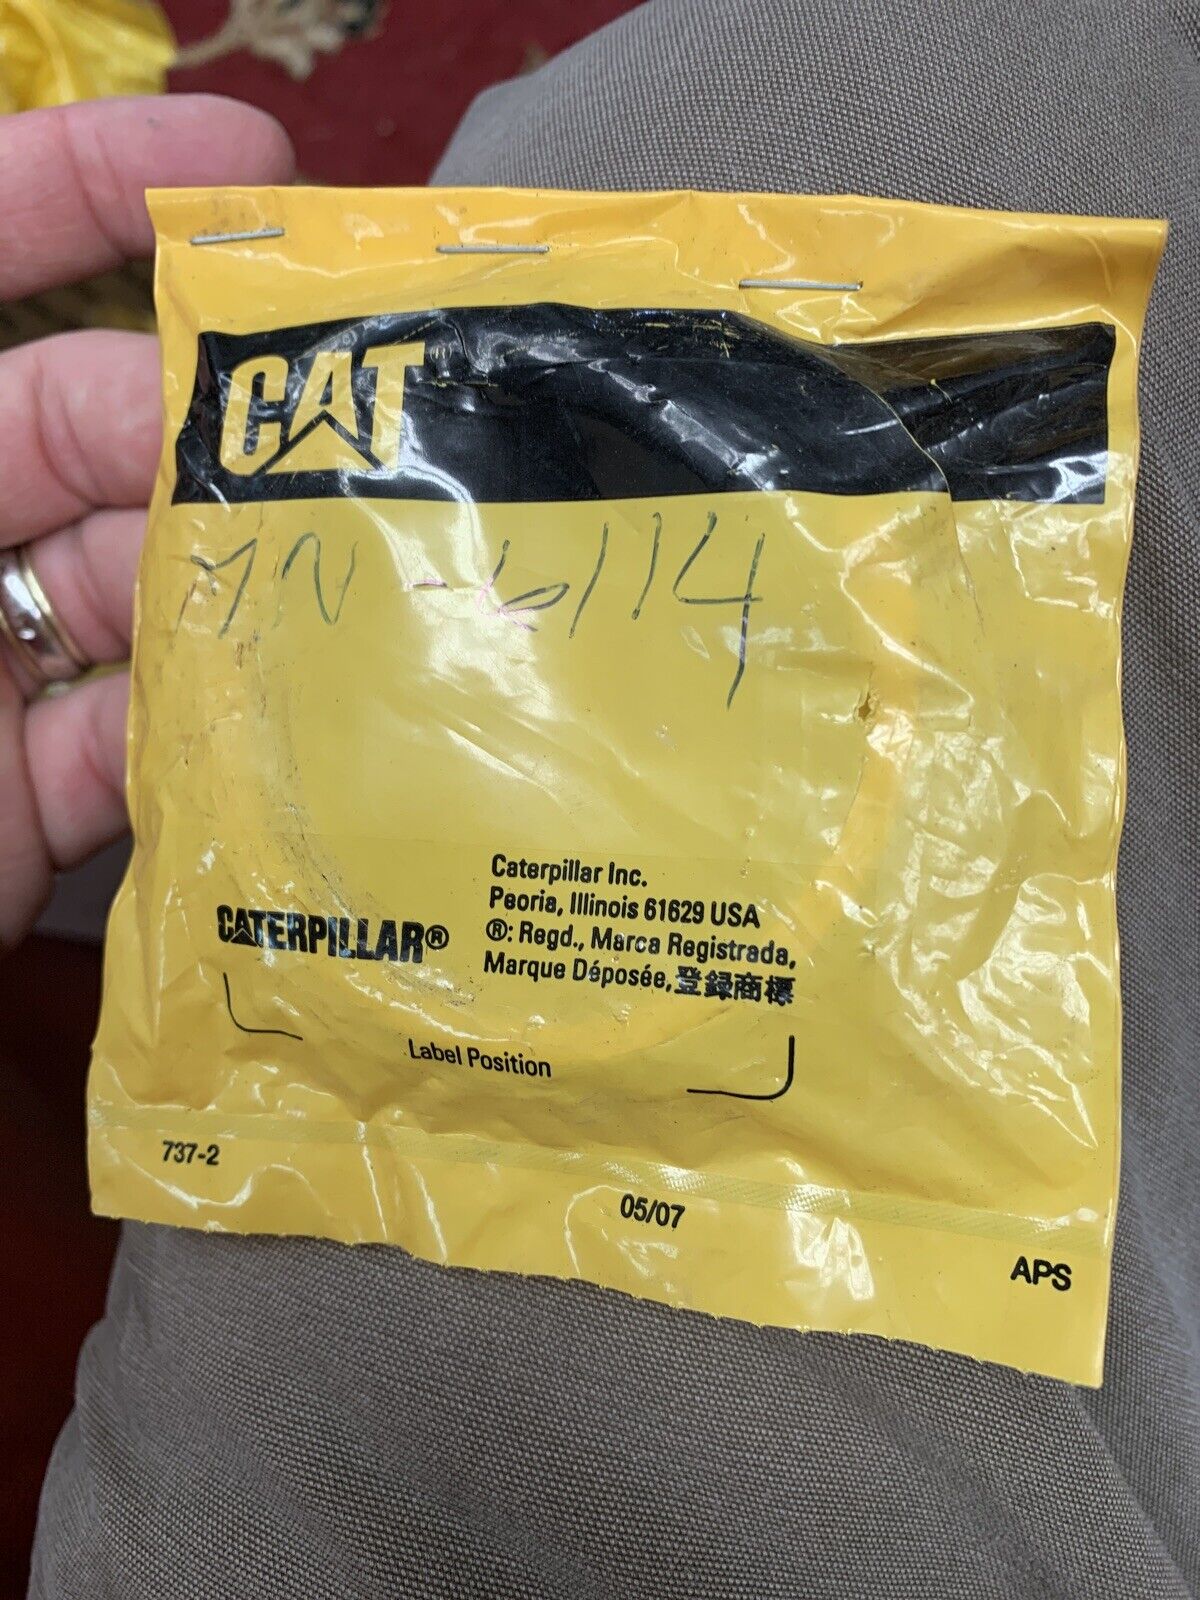 CAT®
MN-6114
Caterpillar Inc.
Peoria, Illinois 61629 USA
®: Regd., Marca Registrada,
Marque Déposée, 登録商標
CATERPILLAR®
Label Position
737-2
05/07
APS